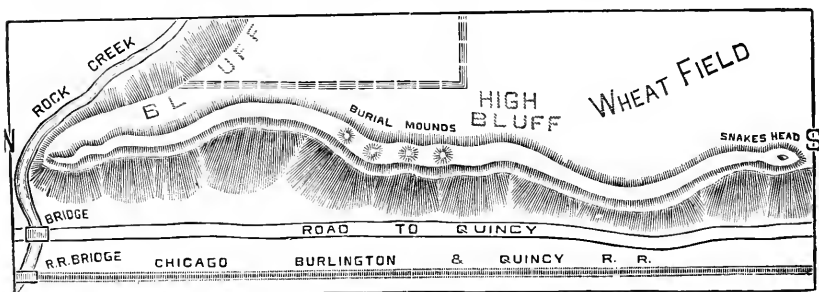 ROCK CREEK
BLUFF
BURIAL MOUNDS
HIGH
BLUFF
WHEAT FIELD
SNAKES HEAD
N
S
BRIDGE
ROAD TO QUINCY
R.R. BRIDGE
CHICAGO BURLINGTON & QUINCY R. R.